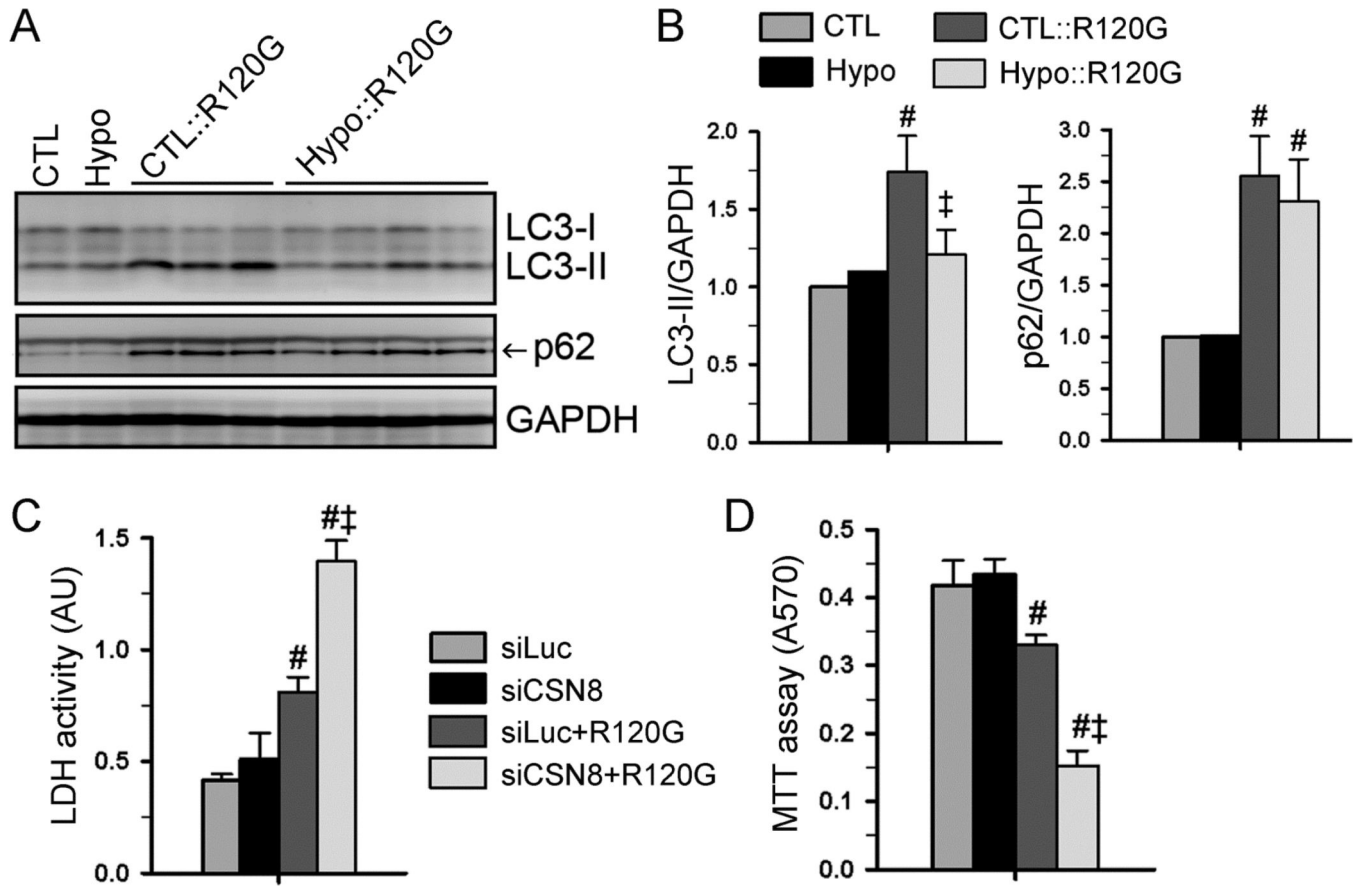 A
CTL
Hypo
CTL::R120G
Hypo::R120G
LC3-I
LC3-II
←p62
GAPDH
B
CTL
CTL::R120G
Hypo
Hypo::R120G
LC3-II/GAPDH
2.0
1.5
1.0
0.5
0.0
#
‡
p62/GAPDH
3.0
2.5
2.0
1.5
1.0
0.5
0.0
#
#
C
LDH activity (AU)
1.5
1.0
0.5
0.0
#
#‡
siLuc
siCSN8
siLuc+R120G
siCSN8+R120G
D
MTT assay (A570)
0.5
0.4
0.3
0.2
0.1
0.0
#
#‡